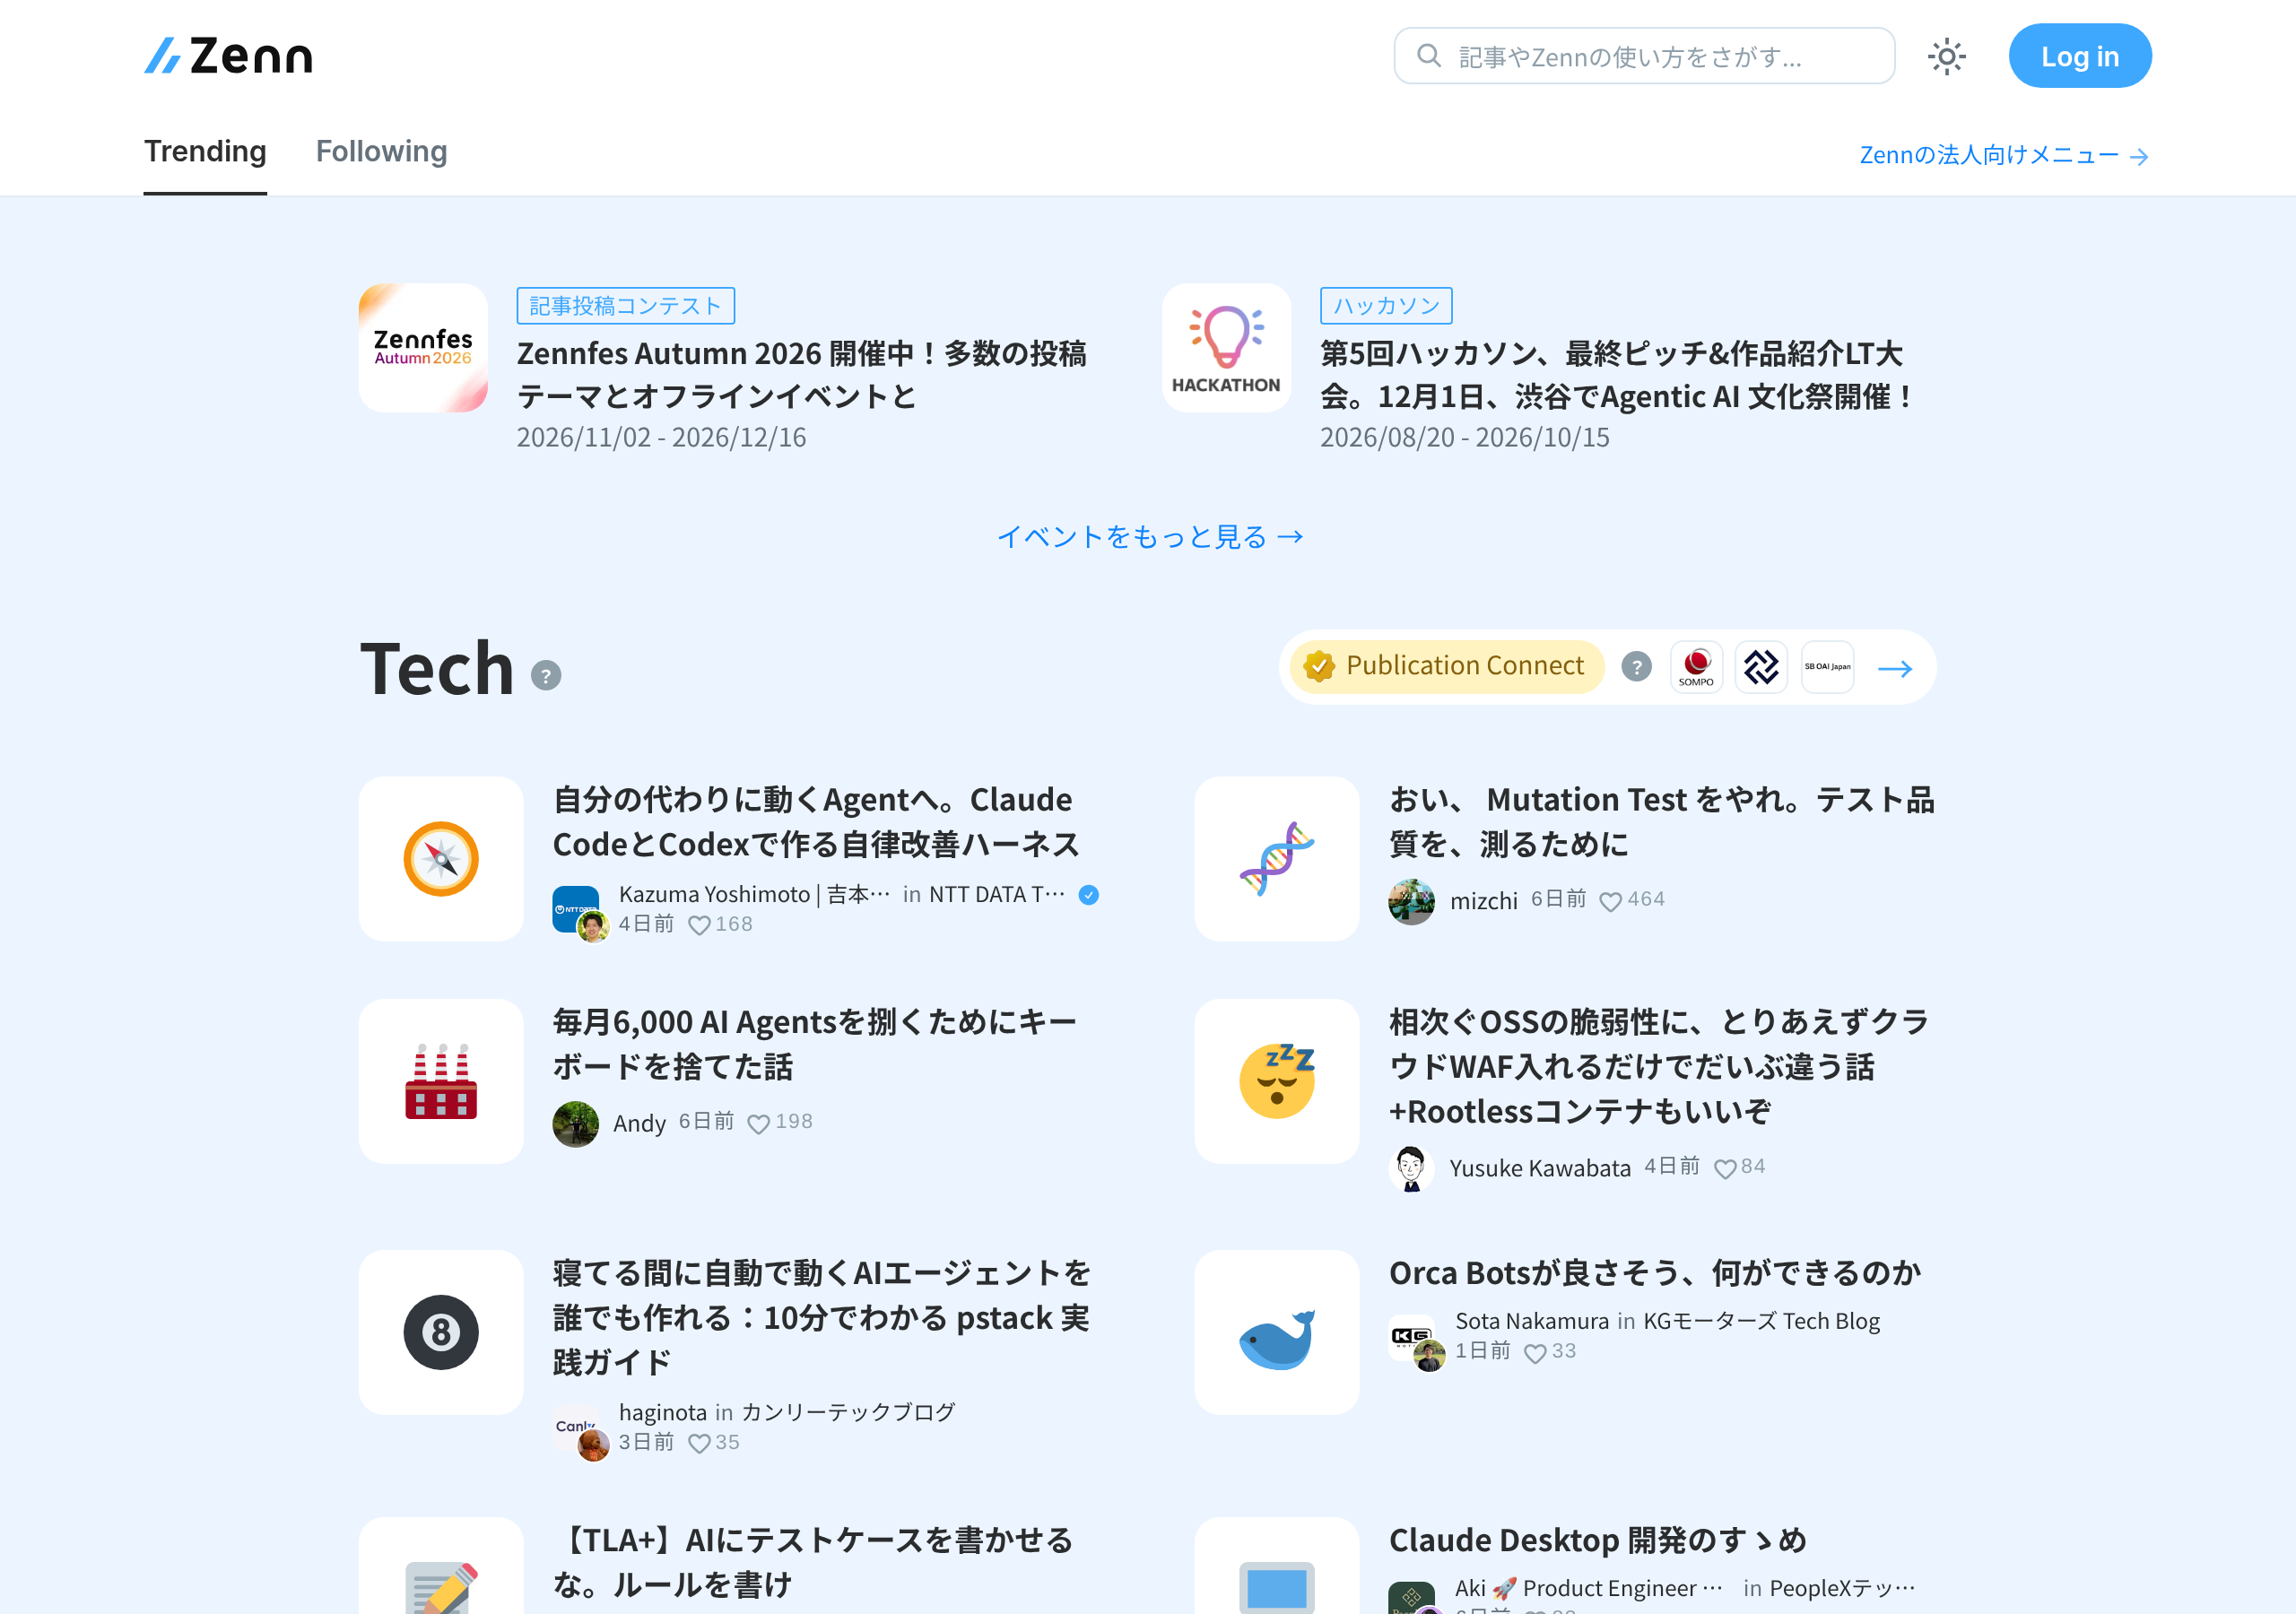 Zenn
記事やZennの使い方をさがす...
Log in
Trending
Following
Zennの法人向けメニュー →
Zennfes
Autumn 2026
記事投稿コンテスト
Zennfes Autumn 2026 開催中！多数の投稿
テーマとオフラインイベントと
2026/11/02 - 2026/12/16
HACKATHON
ハッカソン
第5回ハッカソン、最終ピッチ&作品紹介LT大
会。12月1日、渋谷でAgentic AI 文化祭開催！
2026/08/20 - 2026/10/15
イベントをもっと見る →
Tech ?
Publication Connect
?
SOMPO
SB OAI Japan
→
自分の代わりに動くAgentへ。Claude
CodeとCodexで作る自律改善ハーネス
NTT DATA
Kazuma Yoshimoto | 吉本… in NTT DATA T…
4日前 168
おい、 Mutation Test をやれ。テスト品
質を、測るために
mizchi 6日前 464
毎月6,000 AI Agentsを捌くためにキー
ボードを捨てた話
Andy 6日前 198
zzz
相次ぐOSSの脆弱性に、とりあえずクラ
ウドWAF入れるだけでだいぶ違う話
+Rootlessコンテナもいいぞ
Yusuke Kawabata 4日前 84
8
寝てる間に自動で動くAIエージェントを
誰でも作れる：10分でわかる pstack 実
践ガイド
haginota in カンリーテックブログ
3日前 35
Orca Botsが良さそう、何ができるのか
KG
Sota Nakamura in KGモーターズ Tech Blog
1日前 33
【TLA+】AIにテストケースを書かせる
な。ルールを書け
Claude Desktop 開発のすゝめ
Aki 🚀 Product Engineer … in PeopleXテッ…